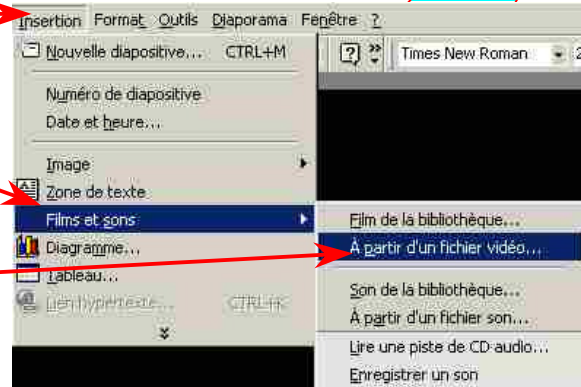 Insertion Format Outils Diaporama Fenêtre ?
Nouvelle diapositive... CTRL+M
Times New Roman 2
Numéro de diapositive
Date et heure...
Image
Zone de texte
Films et sons
Film de la bibliothèque...
Diagramme...
À partir d'un fichier vidéo...
Tableau...
Son de la bibliothèque...
Lien hypertexte... CTRL+K
À partir d'un fichier son...
Lire une piste de CD audio...
Enregistrer un son